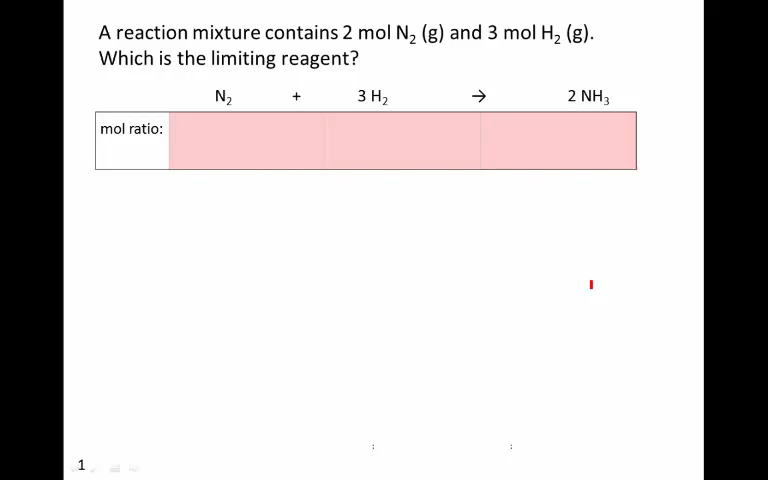 A reaction mixture contains 2 mol N₂ (g) and 3 mol H₂ (g).
Which is the limiting reagent?
N₂ + 3 H₂ → 2 NH₃
mol ratio:
: :
1